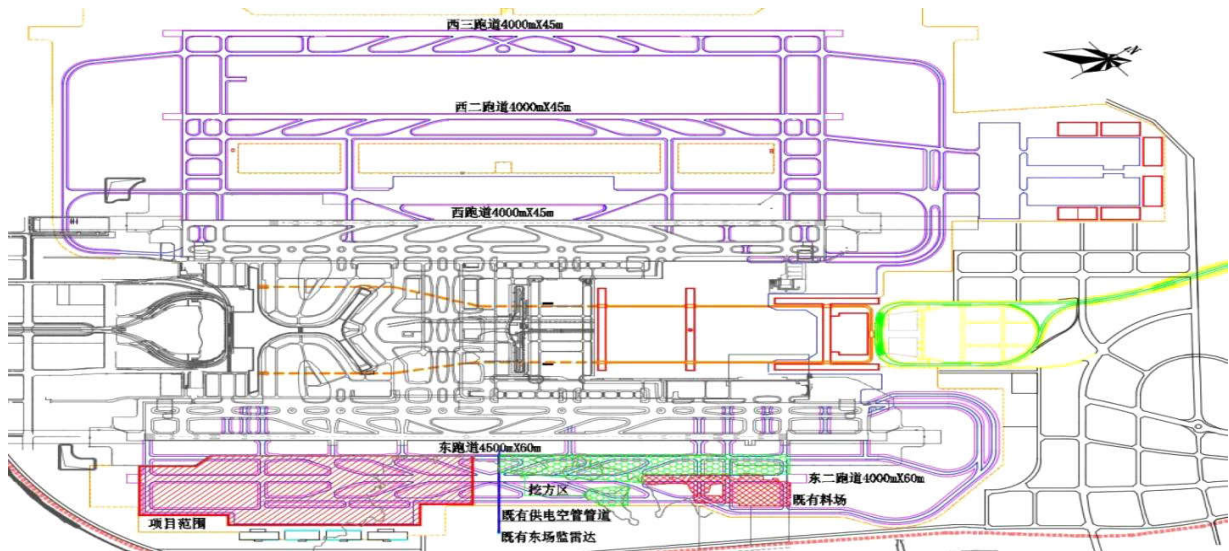 西三跑道4000mX45m
N
西二跑道4000mX45m
西跑道4000mX45m
东跑道4500mX60m
东二跑道4000mX60m
挖方区
既有料场
项目范围
既有供电空管管道
既有东场监雷达